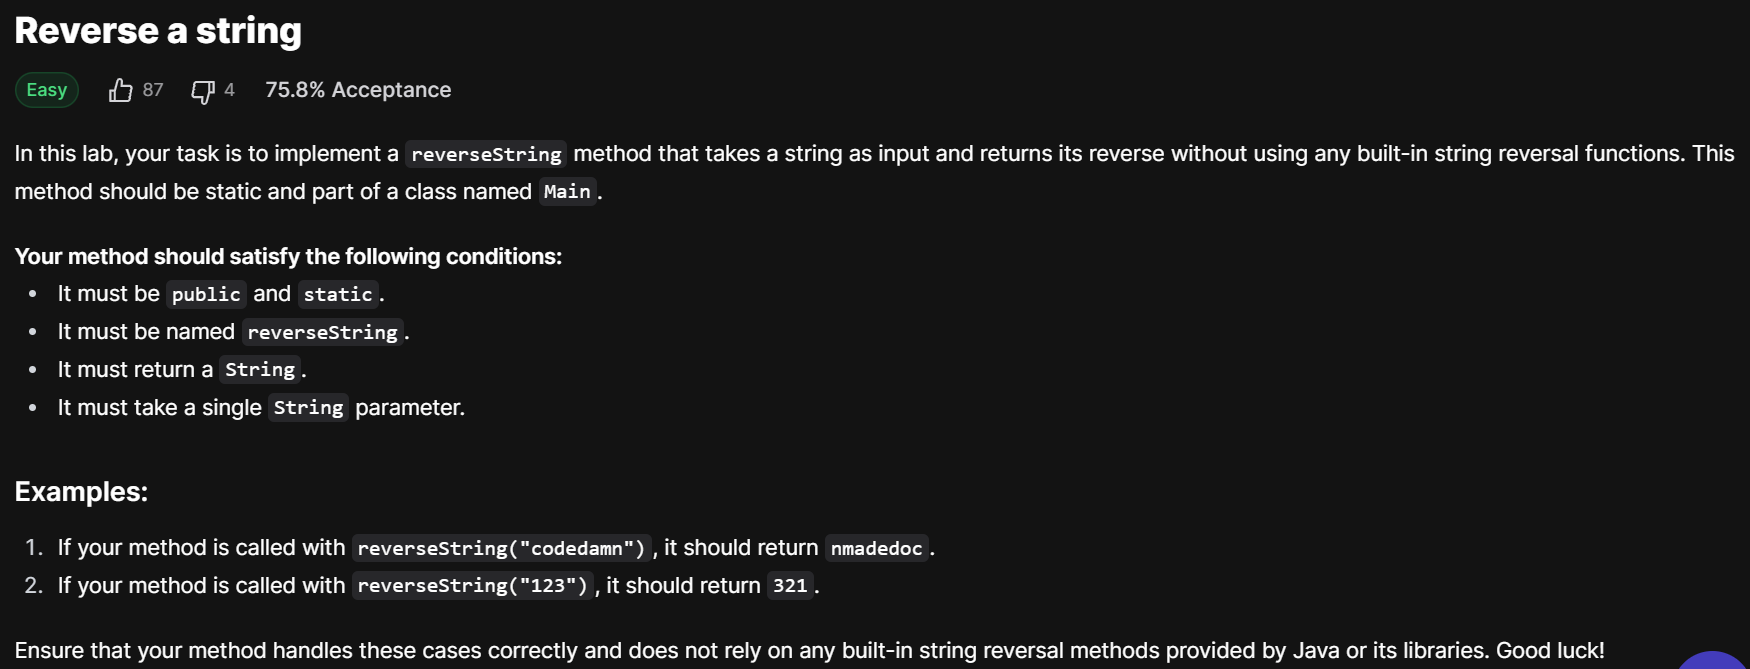 Reverse a string
Easy 87 4 75.8% Acceptance
In this lab, your task is to implement a reverseString method that takes a string as input and returns its reverse without using any built-in string reversal functions. This
method should be static and part of a class named Main.
Your method should satisfy the following conditions:
• It must be public and static.
• It must be named reverseString.
• It must return a String.
• It must take a single String parameter.
Examples:
1. If your method is called with reverseString("codedamn"), it should return nmadedoc.
2. If your method is called with reverseString("123"), it should return 321.
Ensure that your method handles these cases correctly and does not rely on any built-in string reversal methods provided by Java or its libraries. Good luck!